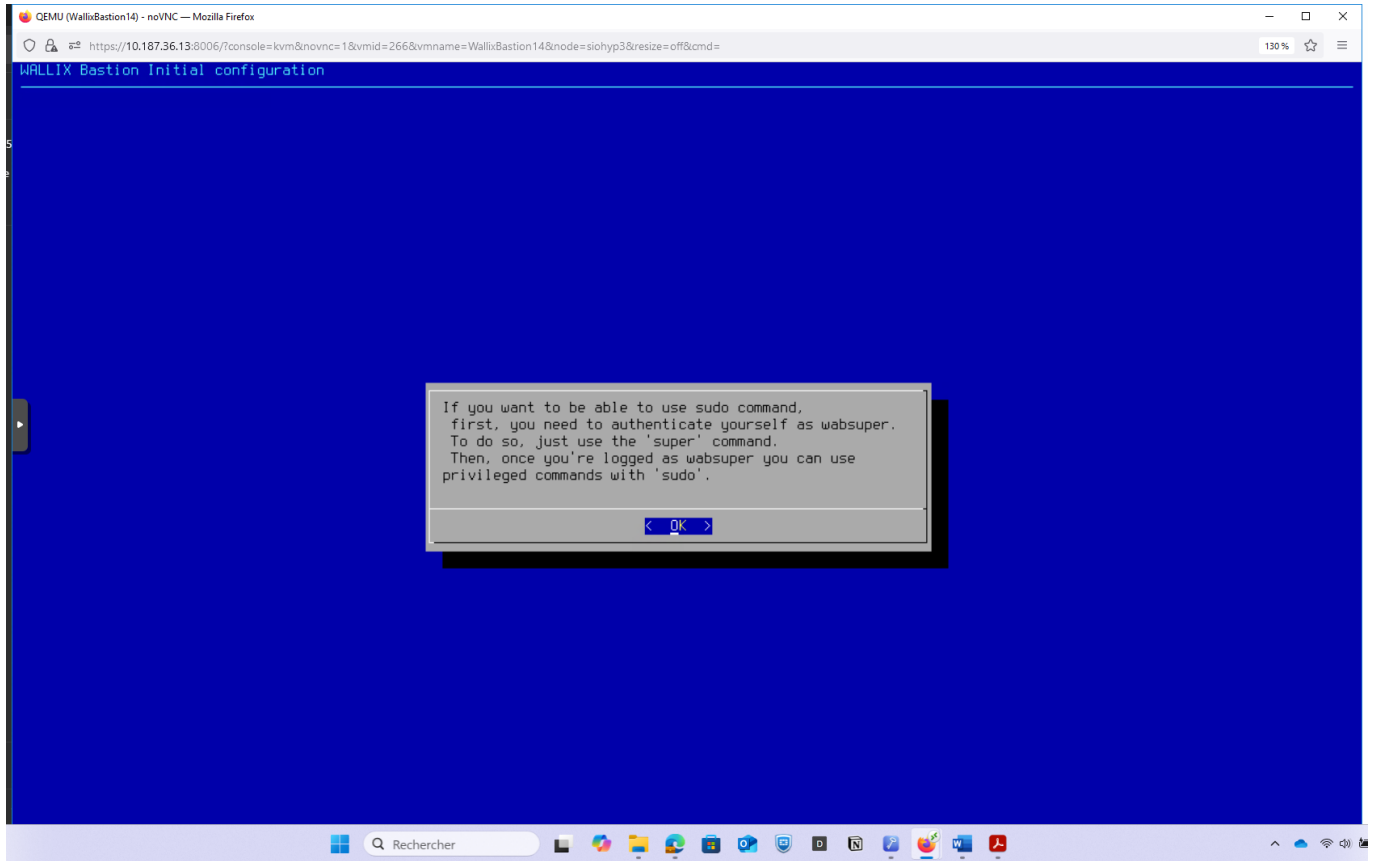 QEMU (WallixBastion14) - noVNC — Mozilla Firefox
https://10.187.36.13:8006/?console=kvm&novnc=1&vmid=266&vmname=WallixBastion14&node=siohyp3&resize=off&cmd=
130 %
WALLIX Bastion Initial configuration
5
e
If you want to be able to use sudo command,
first, you need to authenticate yourself as wabsuper.
To do so, just use the 'super' command.
Then, once you're logged as wabsuper you can use
privileged commands with 'sudo'.
< OK >
Rechercher